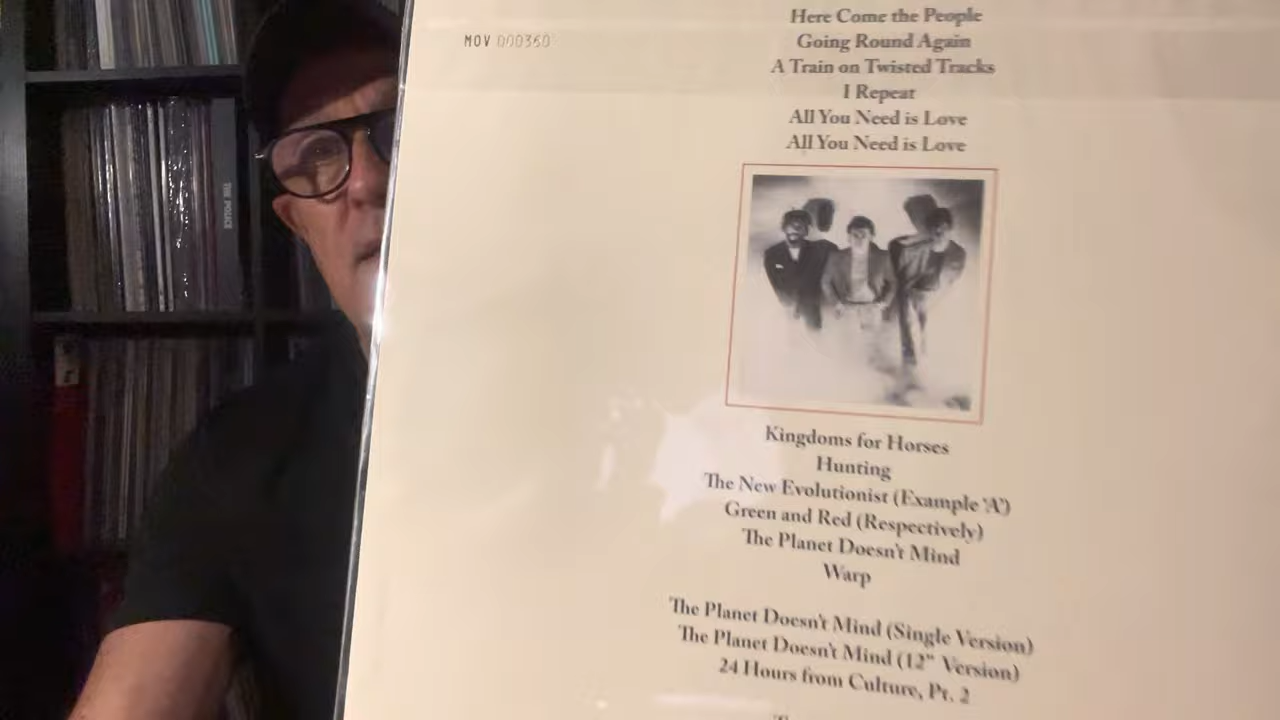 MOV 000360
Here Come the People
Going Round Again
A Train on Twisted Tracks
I Repeat
All You Need is Love
All You Need is Love
THE POLICE
Kingdoms for Horses
Hunting
The New Evolutionist (Example 'A')
Green and Red (Respectively)
The Planet Doesn't Mind
Warp
The Planet Doesn't Mind (Single Version)
The Planet Doesn't Mind (12" Version)
24 Hours from Culture, Pt. 2